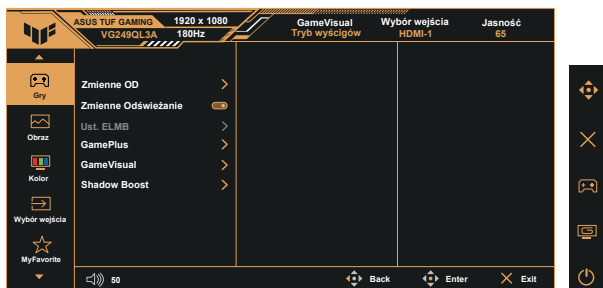 ASUS TUF GAMING 1920 x 1080
VG249QL3A 180Hz
GameVisual
Tryb wyścigów
Wybór wejścia
HDMI-1
Jasność
65
Gry
Obraz
Kolor
Wybór wejścia
MyFavorite
Zmienne OD
Zmienne Odświeżanie
Ust. ELMB
GamePlus
GameVisual
Shadow Boost
50
Back
Enter
Exit